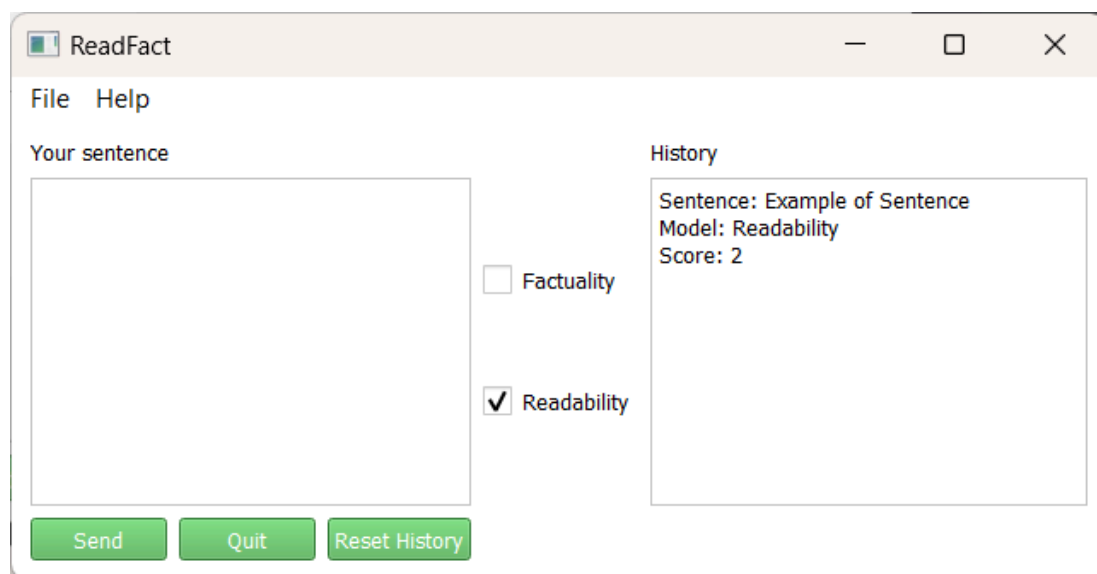 ReadFact
File Help
Your sentence
History
Sentence: Example of Sentence
Model: Readability
Score: 2
Factuality
Readability
Send Quit Reset History